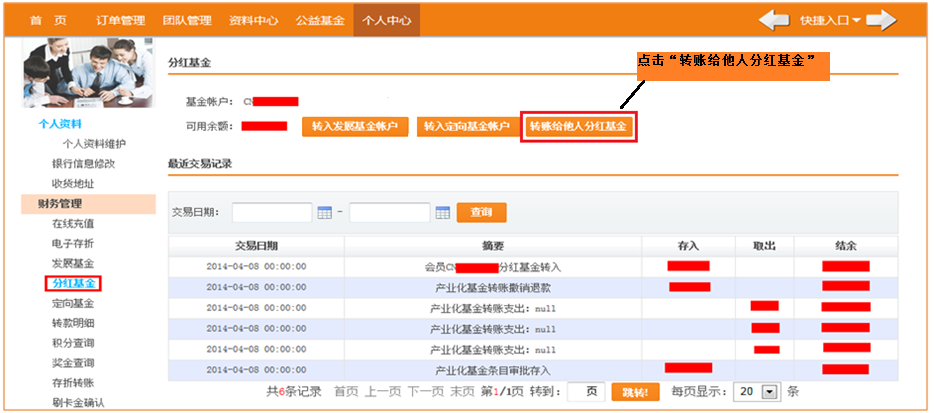 首 页 订单管理 团队管理 资料中心 公益基金 个人中心 快捷入口
点击“转账给他人分红基金”
分红基金
基金帐户： CN
可用余额： 转入发展基金帐户 转入定向基金帐户 转账给他人分红基金
最近交易记录
交易日期： - 查询
交易日期 摘要 存入 取出 结余
2014-04-08 00:00:00 会员CN 分红基金转入
2014-04-08 00:00:00 产业化基金转账撤销退款
2014-04-08 00:00:00 产业化基金转账支出：null
2014-04-08 00:00:00 产业化基金转账支出：null
2014-04-08 00:00:00 产业化基金转账支出：null
2014-04-08 00:00:00 产业化基金条目审批存入
共6条记录 首页 上一页 下一页 末页 第1/1页 转到： 页 跳转! 每页显示： 20 条
个人资料
个人资料维护
银行信息修改
收货地址
财务管理
在线充值
电子存折
发展基金
分红基金
定向基金
转款明细
积分查询
奖金查询
存折转账
刷卡金确认